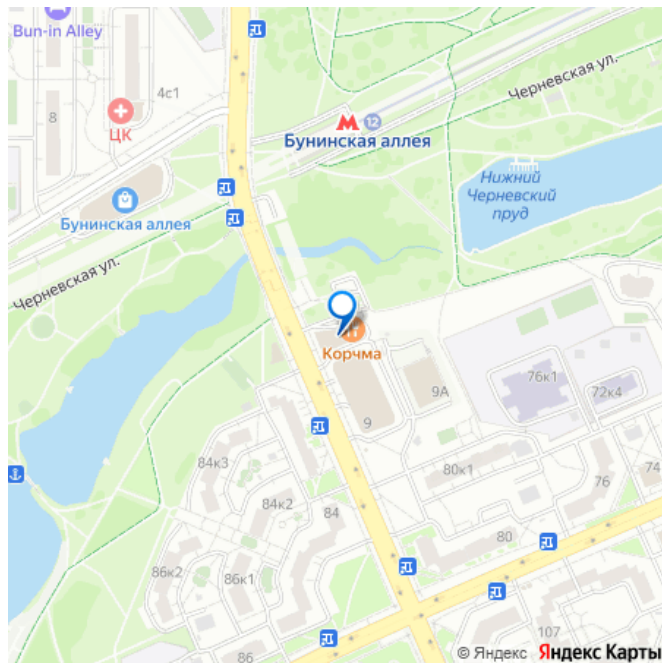 Bun-in Alley
4с1
8
ЦК
Черневская ул.
12
Бунинская аллея
Нижний
Черневский
пруд
Бунинская аллея
Черневская ул.
Корчма
9А
76к1
72к4
9
84к3
80к1
76
74
84к2
84
80
86к2
86к1
86
107
© Яндекс Яндекс Карты